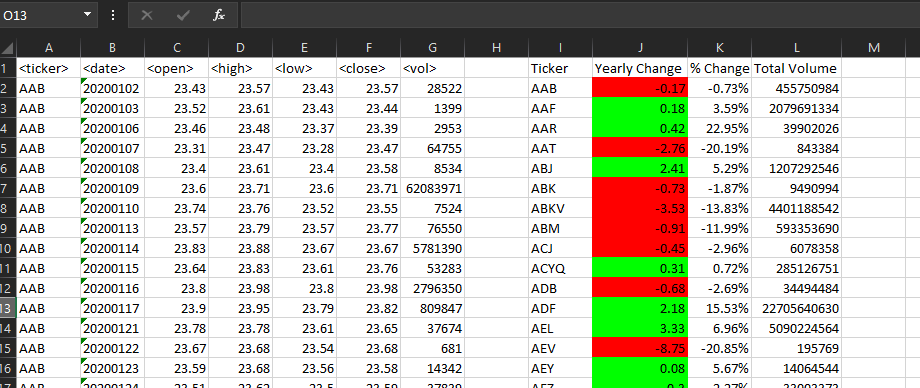 O13 fx
A B C D E F G H I J K L M
1 <ticker> <date> <open> <high> <low> <close> <vol> Ticker Yearly Change % Change Total Volume
2 AAB 20200102 23.43 23.57 23.43 23.57 28522 AAB -0.17 -0.73% 455750984
3 AAB 20200103 23.52 23.61 23.43 23.44 1399 AAF 0.18 3.59% 2079691334
4 AAB 20200106 23.46 23.48 23.37 23.39 2953 AAR 0.42 22.95% 39902026
5 AAB 20200107 23.31 23.47 23.28 23.47 64755 AAT -2.76 -20.19% 843384
6 AAB 20200108 23.4 23.61 23.4 23.58 8534 ABJ 2.41 5.29% 1207292546
7 AAB 20200109 23.6 23.71 23.6 23.71 62083971 ABK -0.73 -1.87% 9490994
8 AAB 20200110 23.74 23.76 23.52 23.55 7524 ABKV -3.53 -13.83% 4401188542
9 AAB 20200113 23.57 23.79 23.57 23.77 76550 ABM -0.91 -11.99% 593353690
10 AAB 20200114 23.83 23.88 23.67 23.67 5781390 ACJ -0.45 -2.96% 6078358
11 AAB 20200115 23.64 23.83 23.61 23.76 53283 ACYQ 0.31 0.72% 285126751
12 AAB 20200116 23.8 23.98 23.8 23.98 2796350 ADB -0.68 -2.69% 34494484
13 AAB 20200117 23.9 23.95 23.79 23.82 809847 ADF 2.18 15.53% 22705640630
14 AAB 20200121 23.78 23.78 23.61 23.65 37674 AEL 3.33 6.96% 5090224564
15 AAB 20200122 23.67 23.68 23.54 23.68 681 AEV -8.75 -20.85% 195769
16 AAB 20200123 23.59 23.68 23.56 23.58 14342 AEY 0.08 5.67% 14064544